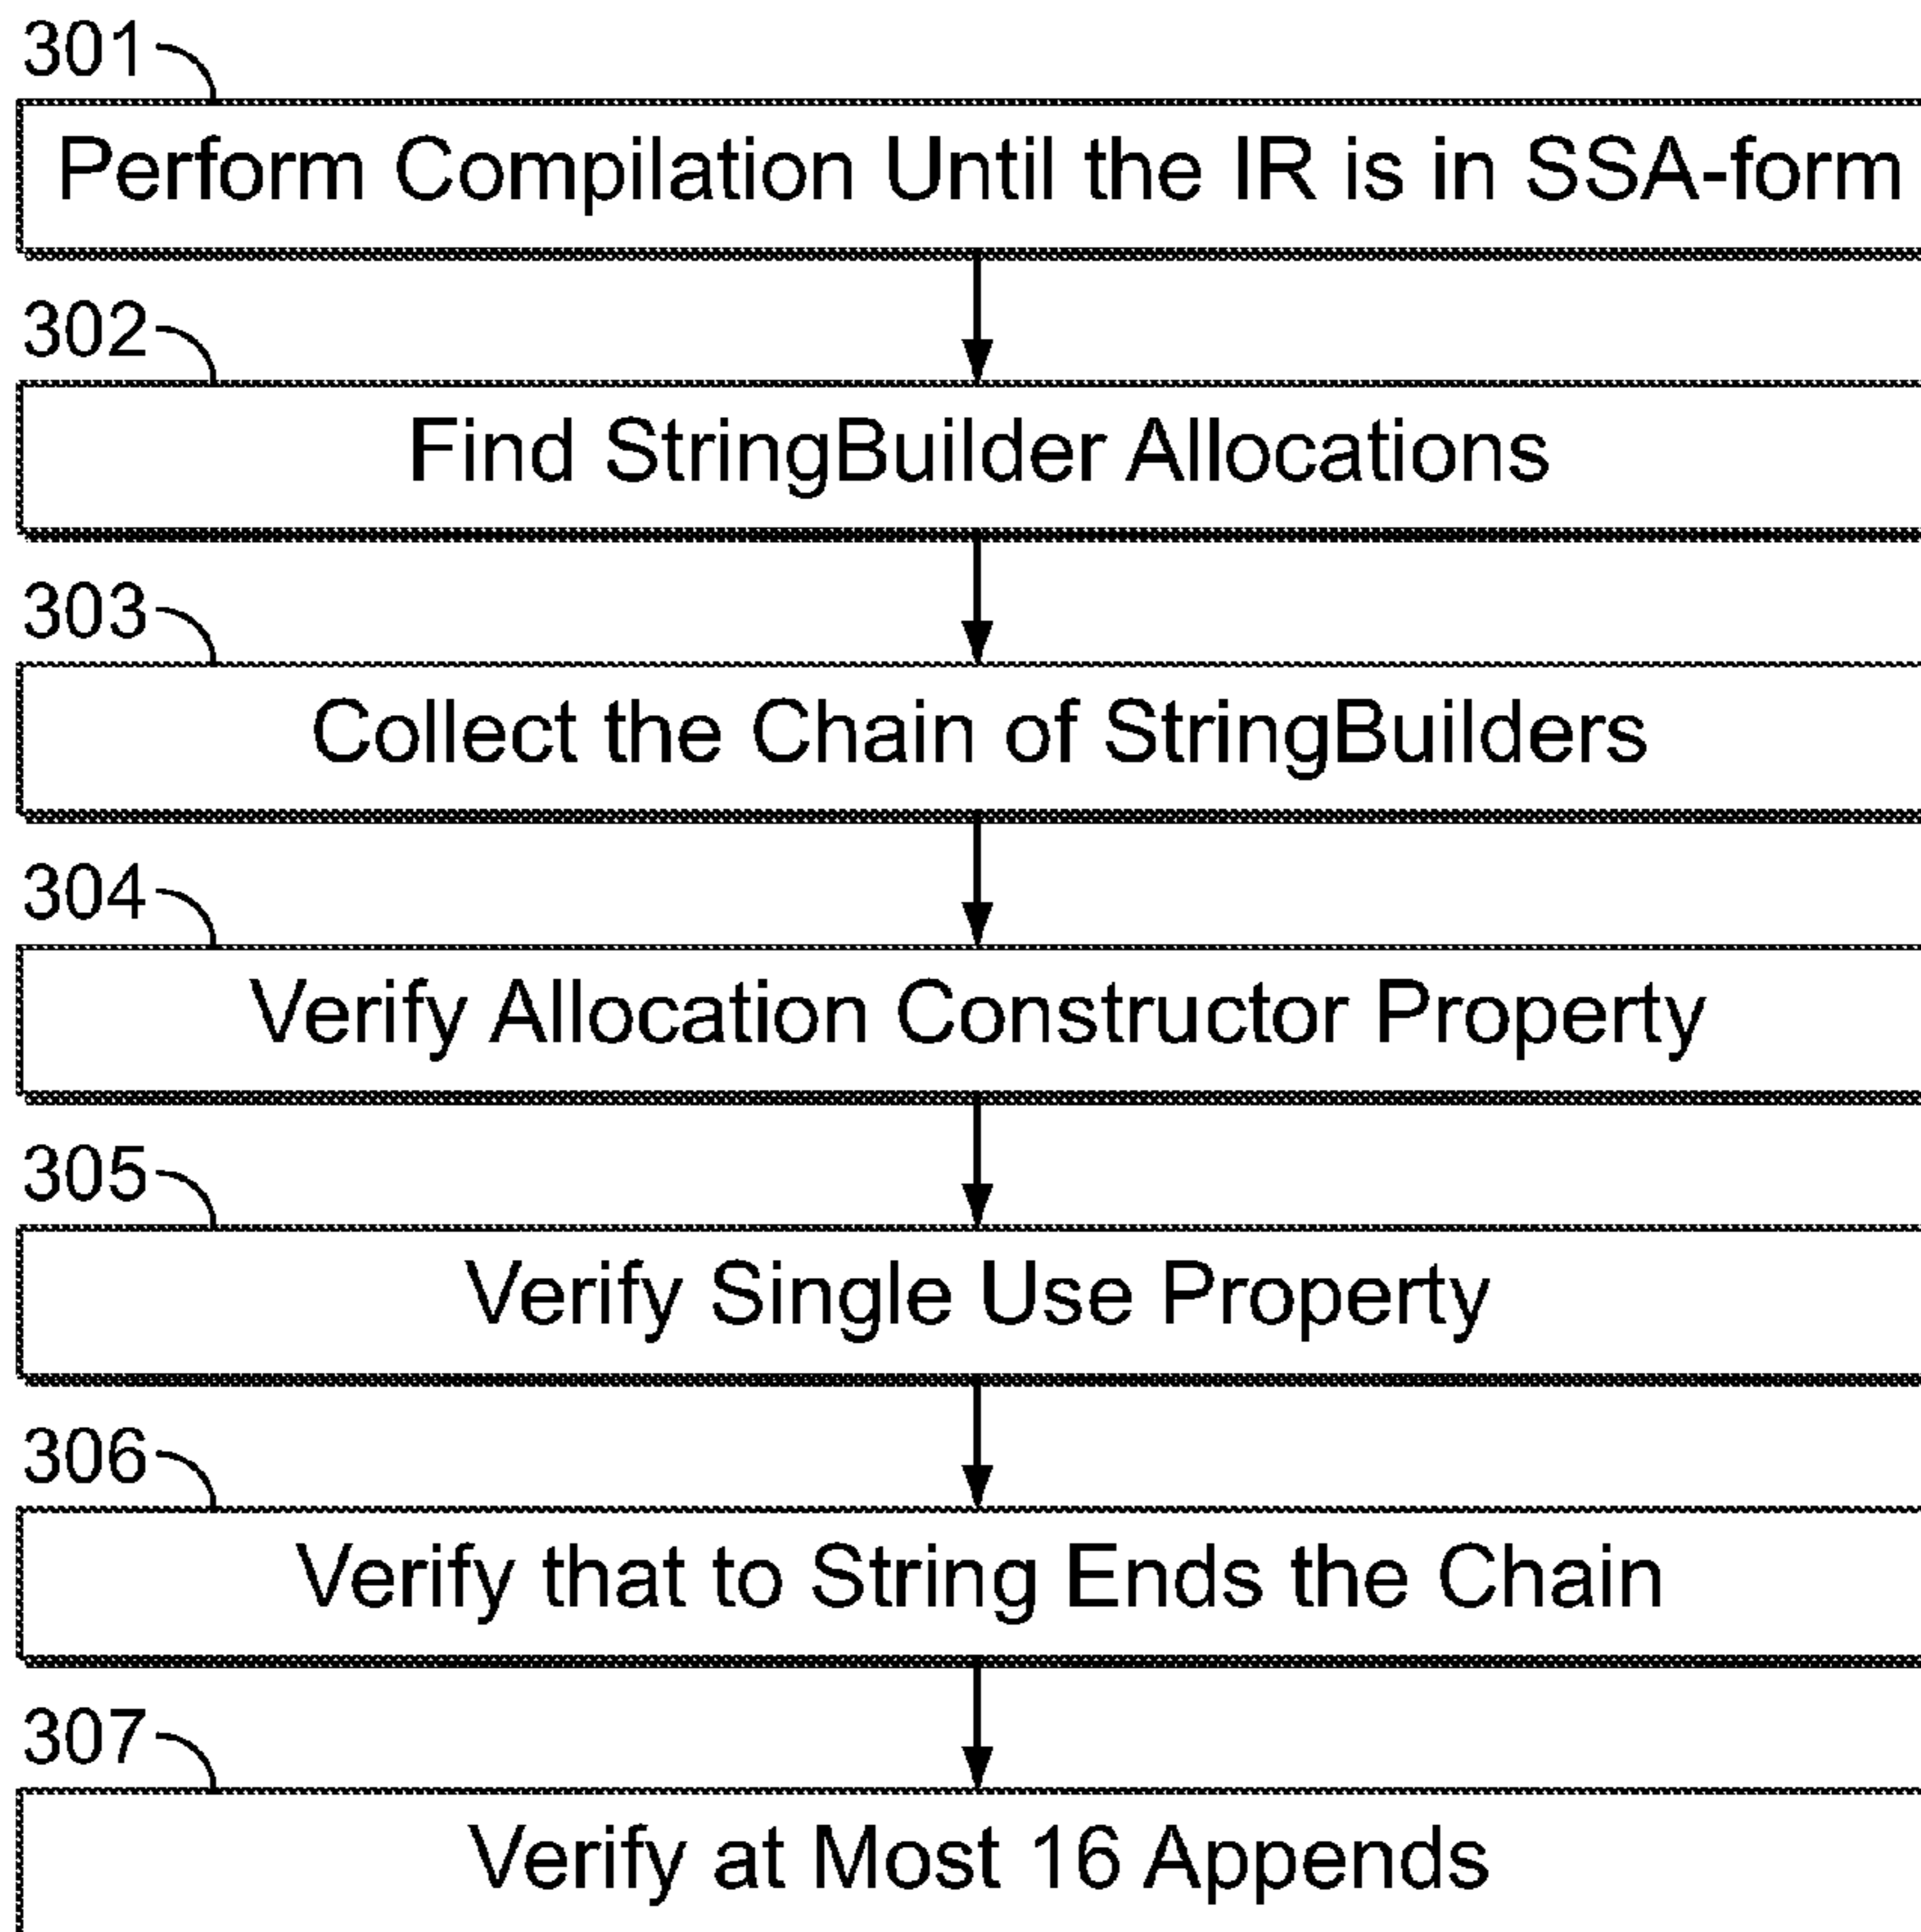 301
Perform Compilation Until the IR is in SSA-form
302
Find StringBuilder Allocations
303
Collect the Chain of StringBuilders
304
Verify Allocation Constructor Property
305
Verify Single Use Property
306
Verify that to String Ends the Chain
307
Verify at Most 16 Appends